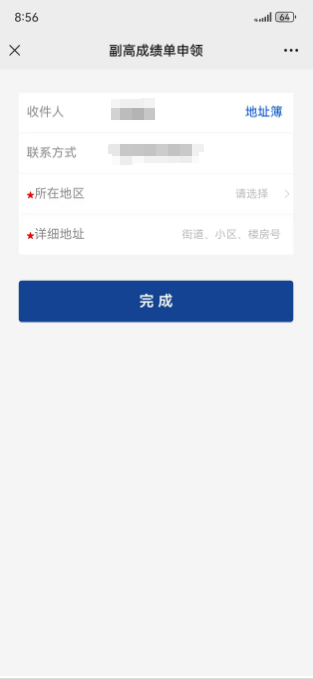 8:56
64
副高成绩单申领
收件人
地址簿
联系方式
★所在地区 请选择
★详细地址 街道、小区、楼房号
完成